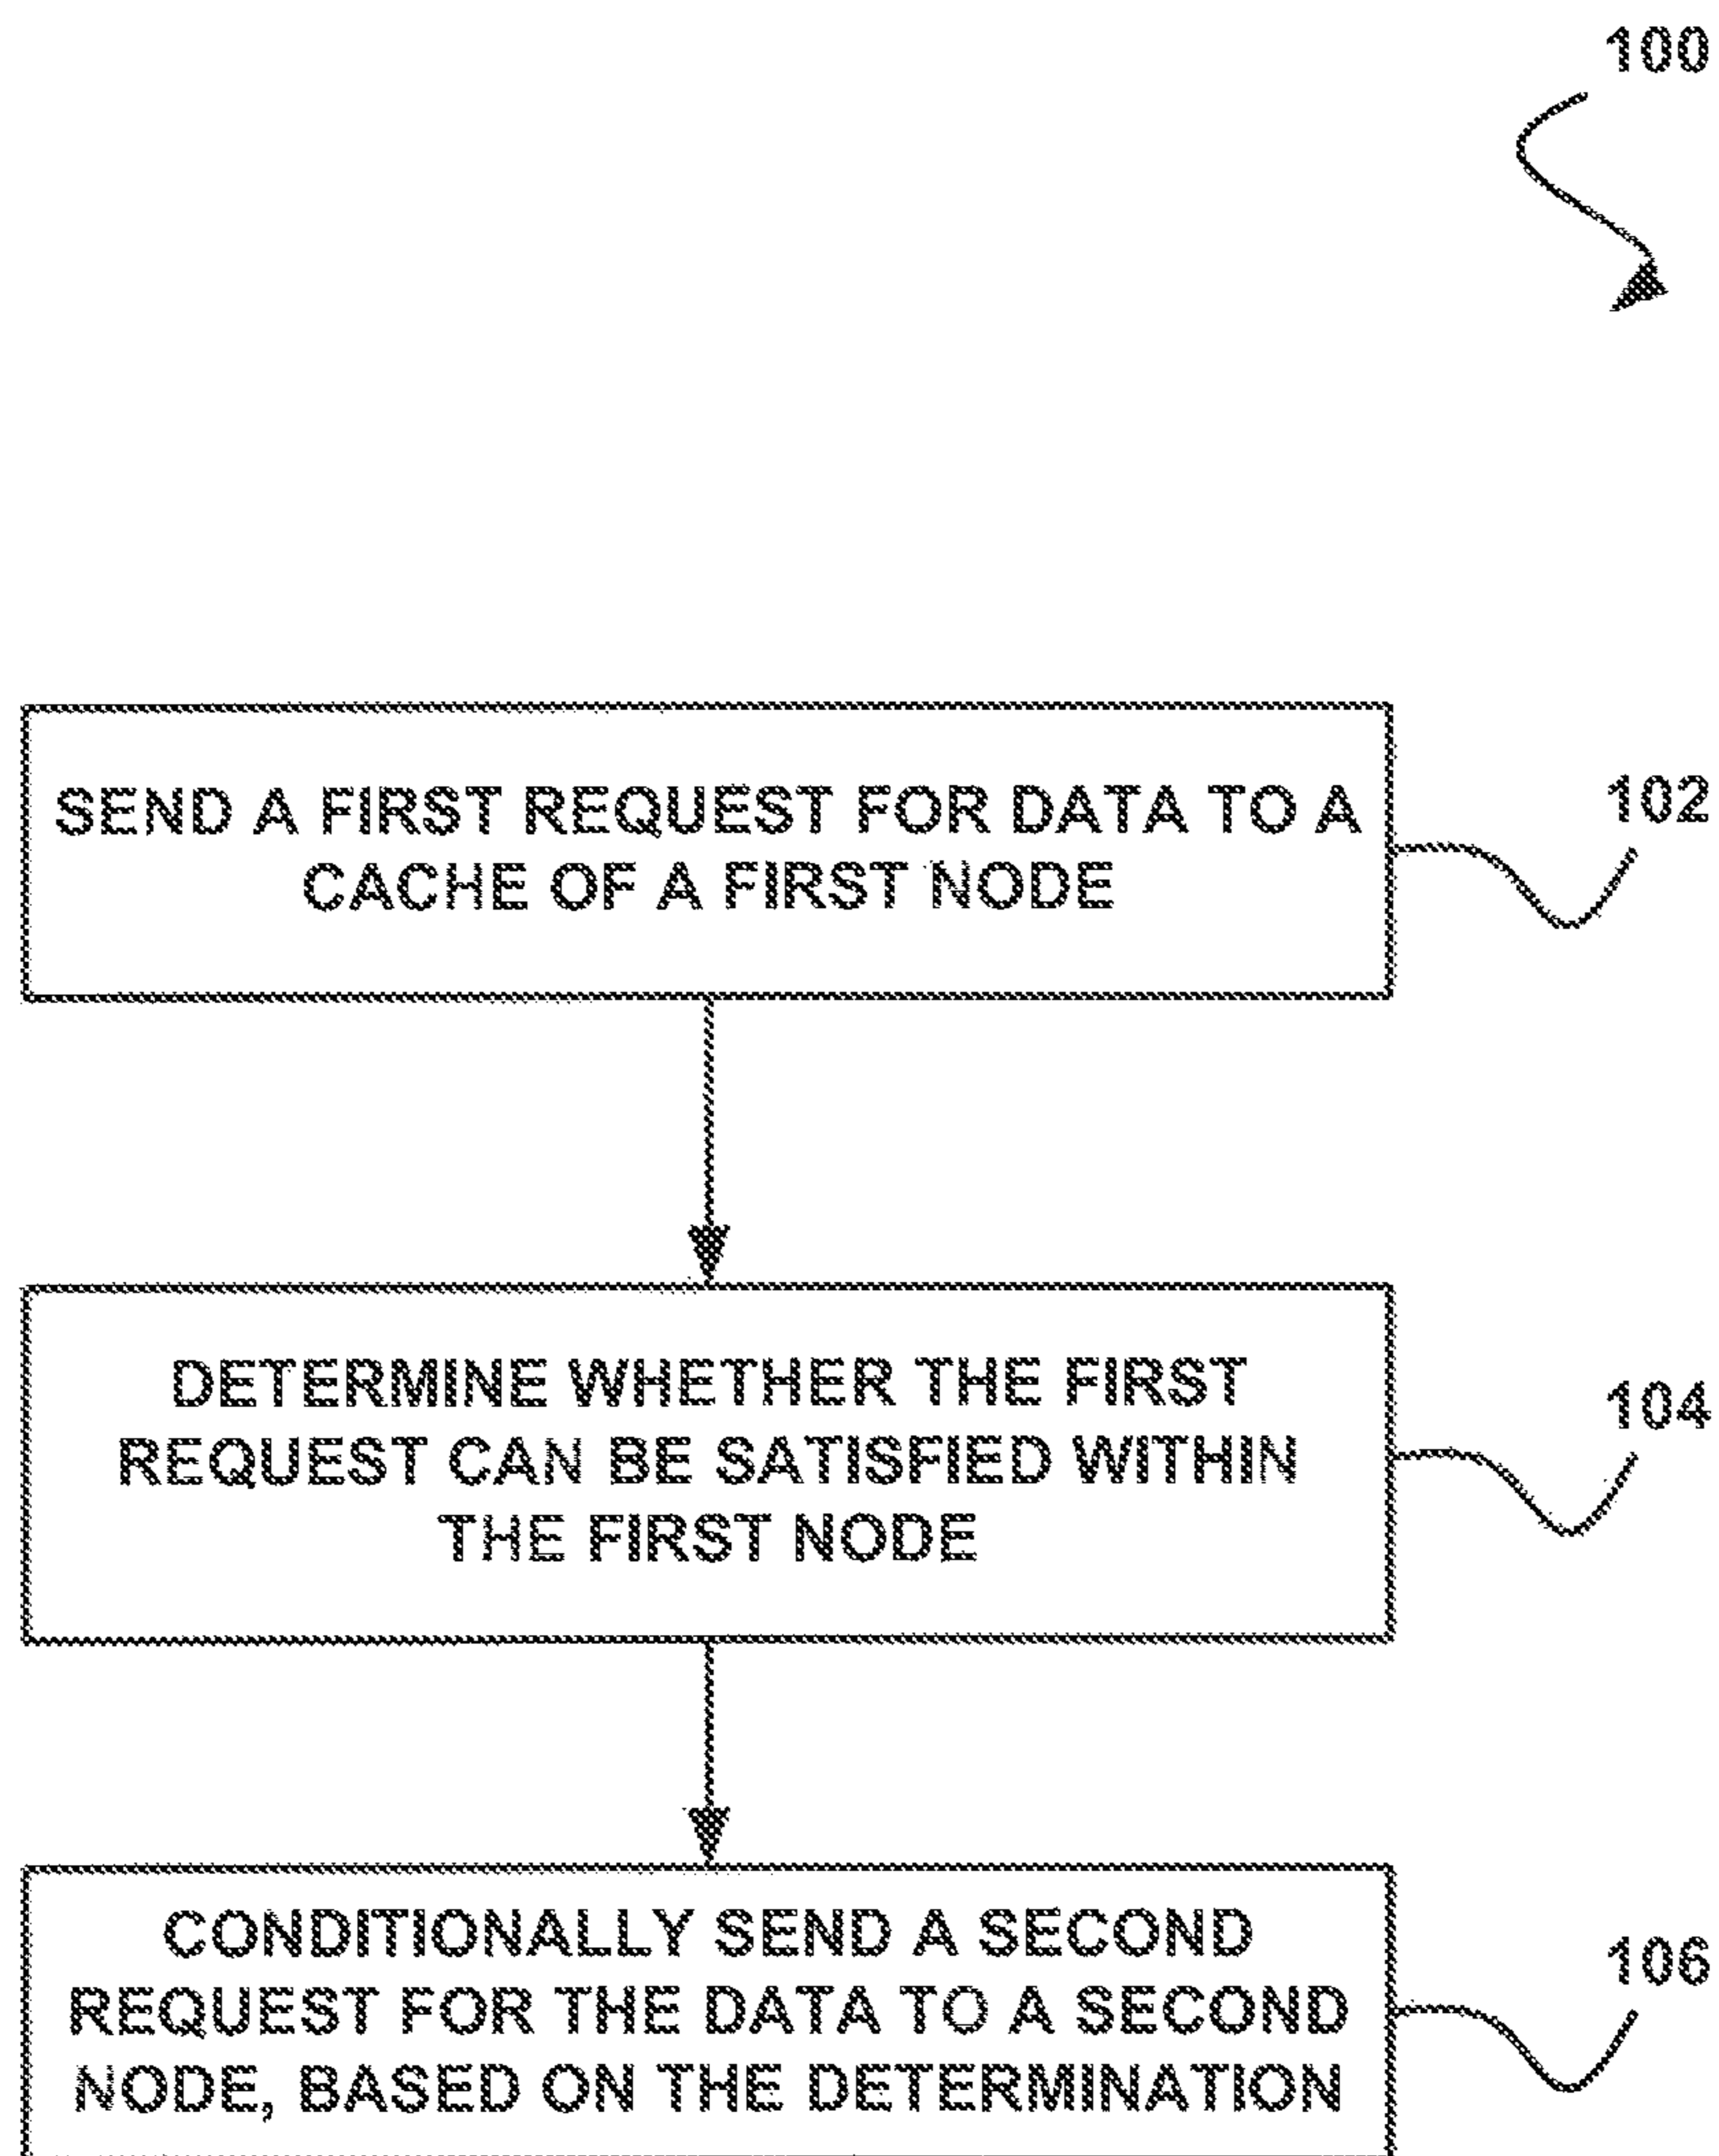 100
SEND A FIRST REQUEST FOR DATA TO A
CACHE OF A FIRST NODE
102
DETERMINE WHETHER THE FIRST
REQUEST CAN BE SATISFIED WITHIN
THE FIRST NODE
104
CONDITIONALLY SEND A SECOND
REQUEST FOR THE DATA TO A SECOND
NODE, BASED ON THE DETERMINATION
106